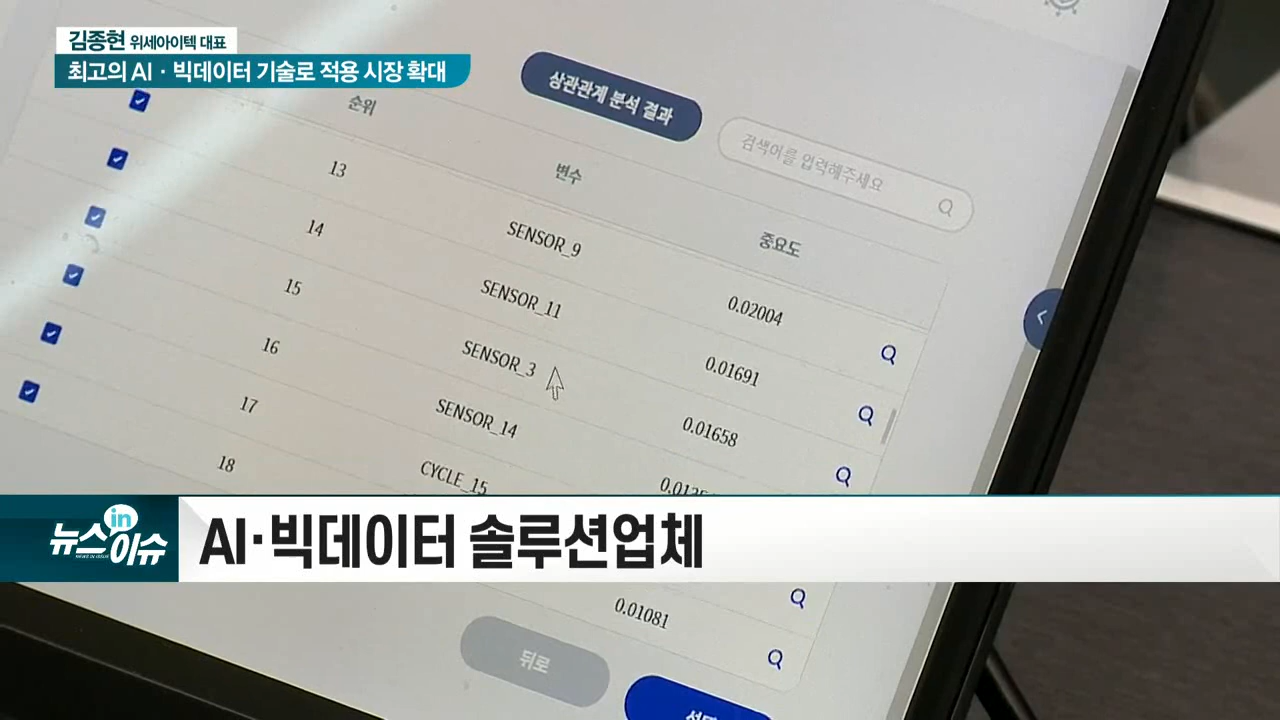 김종현 위세아이텍 대표
최고의 AI · 빅데이터 기술로 적용 시장 확대
상관관계 분석 결과
검색어를 입력해주세요
순위 변수 중요도
13 SENSOR_9 0.02004
14 SENSOR_11 0.01691
15 SENSOR_3 0.01658
16 SENSOR_14
17 CYCLE_15
18
뉴스 in 이슈
NEWS IN ISSUE
AI·빅데이터 솔루션업체
0.01081
뒤로